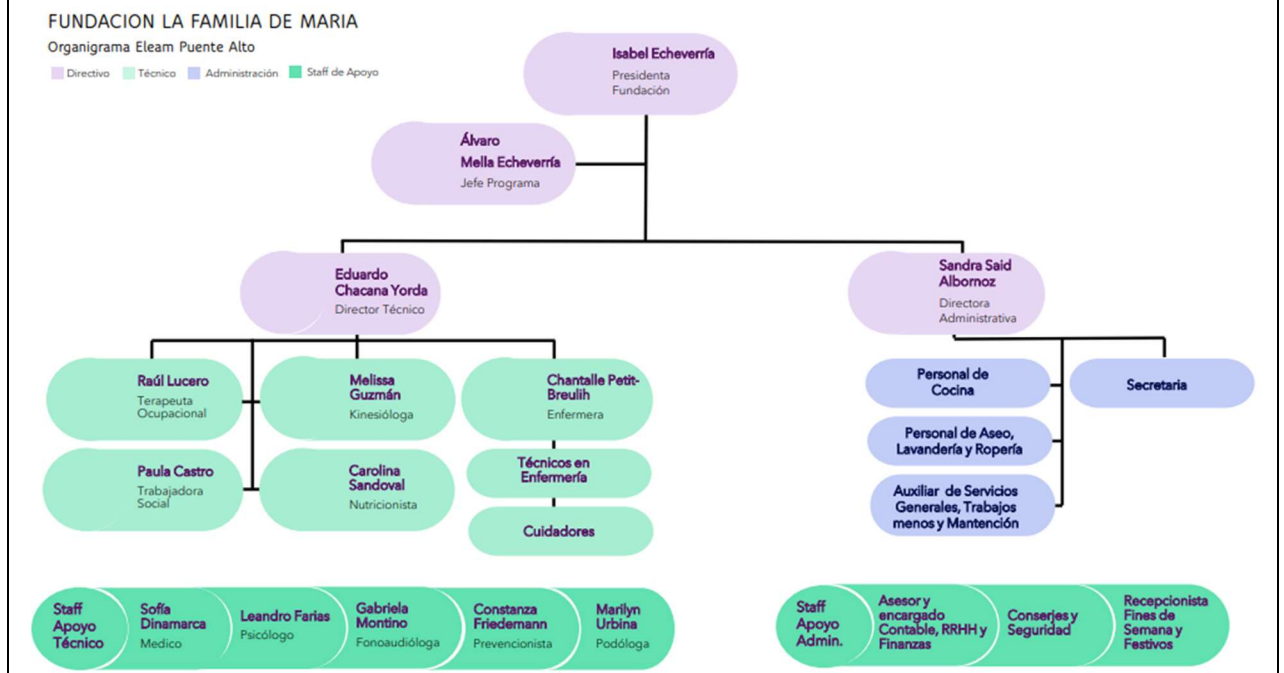 FUNDACION LA FAMILIA DE MARIA
Organigrama Eleam Puente Alto
Directivo Técnico Administración Staff de Apoyo
Isabel Echeverría
Presidenta
Fundación
Álvaro
Mella Echeverría
Jefe Programa
Eduardo
Chacana Yorda
Director Técnico
Sandra Said
Albornoz
Directora
Administrativa
Raúl Lucero
Terapeuta
Ocupacional
Melissa
Guzmán
Kinesióloga
Chantalle Petit-
Breulih
Enfermera
Paula Castro
Trabajadora
Social
Carolina
Sandoval
Nutricionista
Técnicos en
Enfermería
Cuidadores
Personal de
Cocina
Secretaria
Personal de Aseo,
Lavandería y Ropería
Auxiliar de Servicios
Generales, Trabajos
menos y Mantención
Staff
Apoyo
Técnico
Sofía
Dinamarca
Medico
Leandro Farias
Psicólogo
Gabriela
Montino
Fonoaudióloga
Constanza
Friedemann
Prevencionista
Marilyn
Urbina
Podóloga
Staff
Apoyo
Admin.
Asesor y
encargado
Contable, RRHH y
Finanzas
Conserjes y
Seguridad
Recepcionista
Fines de
Semana y
Festivos